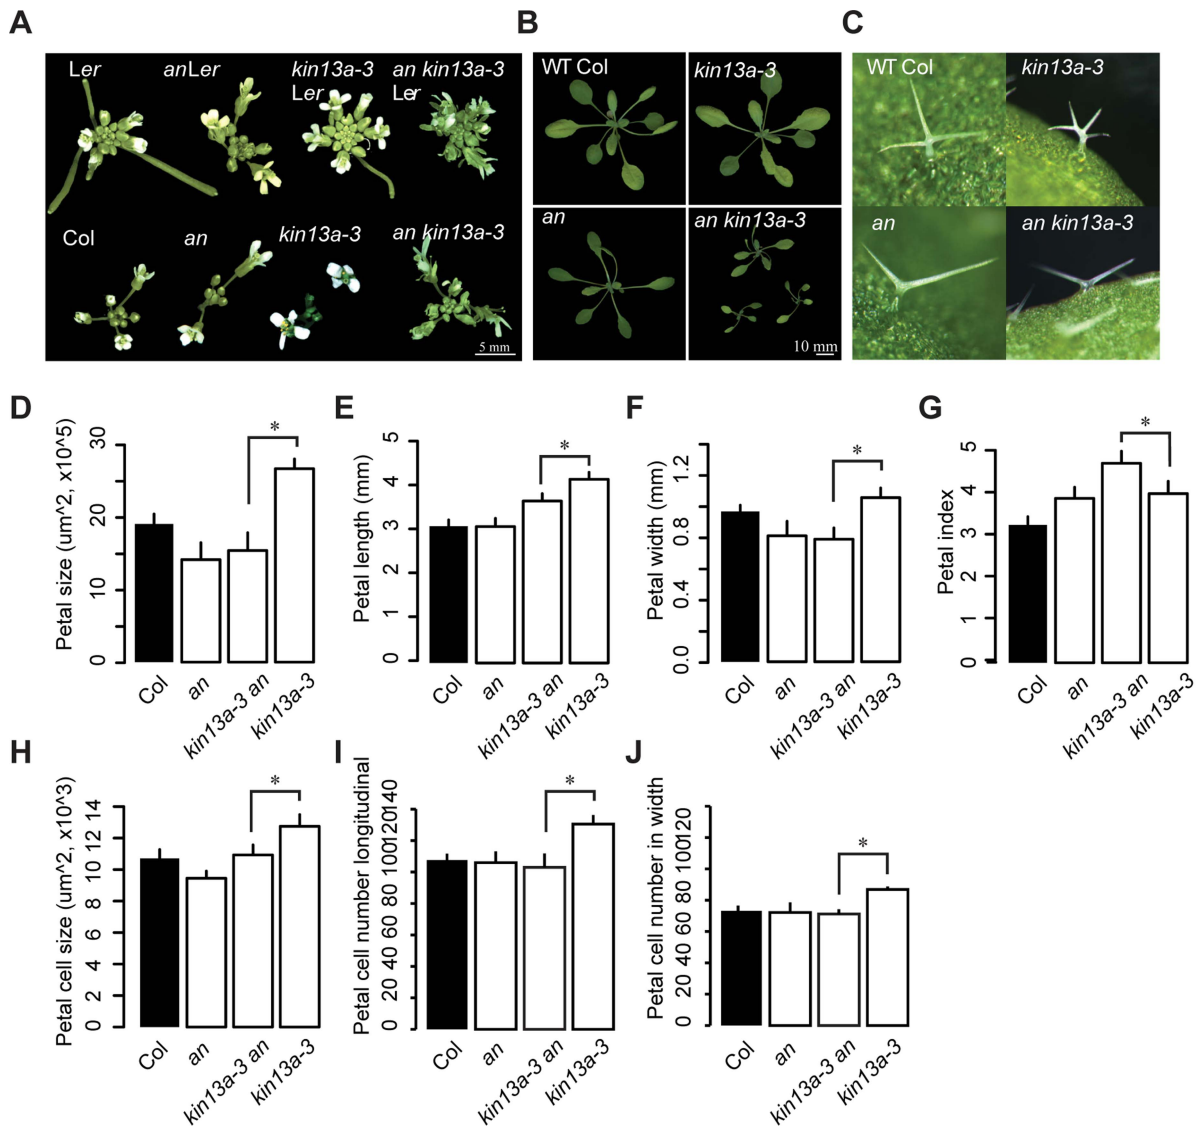 A
B
C
Ler
anLer
kin13a-3
Ler
an kin13a-3
Ler
Col
an
kin13a-3
an kin13a-3
5 mm
WT Col
kin13a-3
an
an kin13a-3
10 mm
WT Col
kin13a-3
an
an kin13a-3
D
Petal size (um^2, x10^5)
0 10 20 30
Col
an
kin13a-3 an
kin13a-3
*
E
Petal length (mm)
0 1 2 3 4 5
Col
an
kin13a-3 an
kin13a-3
*
F
Petal width (mm)
0.0 0.4 0.8 1.2
Col
an
kin13a-3 an
kin13a-3
*
G
Petal index
0 1 2 3 4 5
Col
an
kin13a-3 an
kin13a-3
*
H
Petal cell size (um^2, x10^3)
0 2 4 6 8 10 12 14
Col
an
kin13a-3 an
kin13a-3
*
I
Petal cell number longitudinal
0 20 40 60 80 100 120 140
Col
an
kin13a-3 an
kin13a-3
*
J
Petal cell number in width
0 20 40 60 80 100 120
Col
an
kin13a-3 an
kin13a-3
*